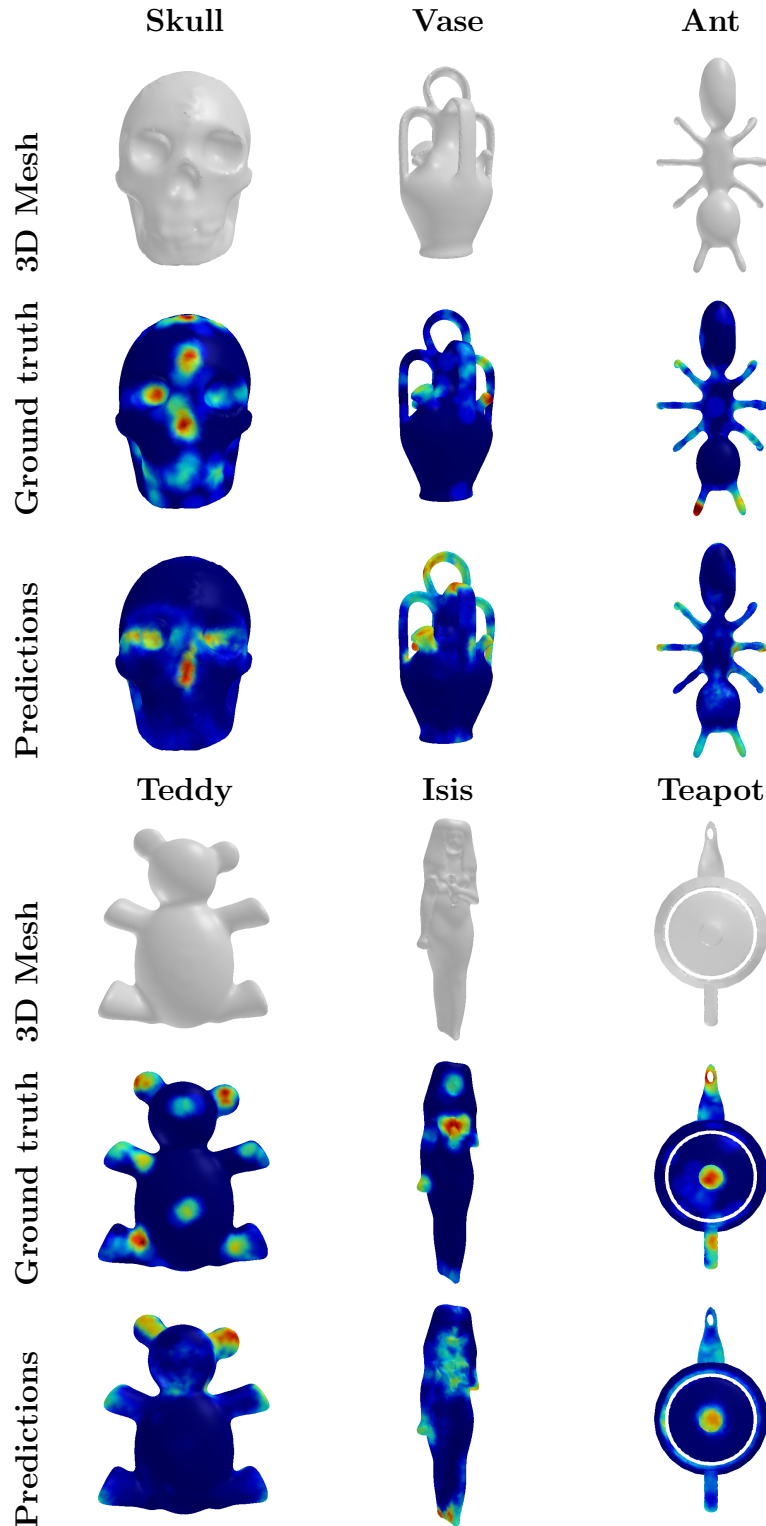 Skull Vase Ant
3D Mesh
Ground truth
Predictions
Teddy Isis Teapot
3D Mesh
Ground truth
Predictions